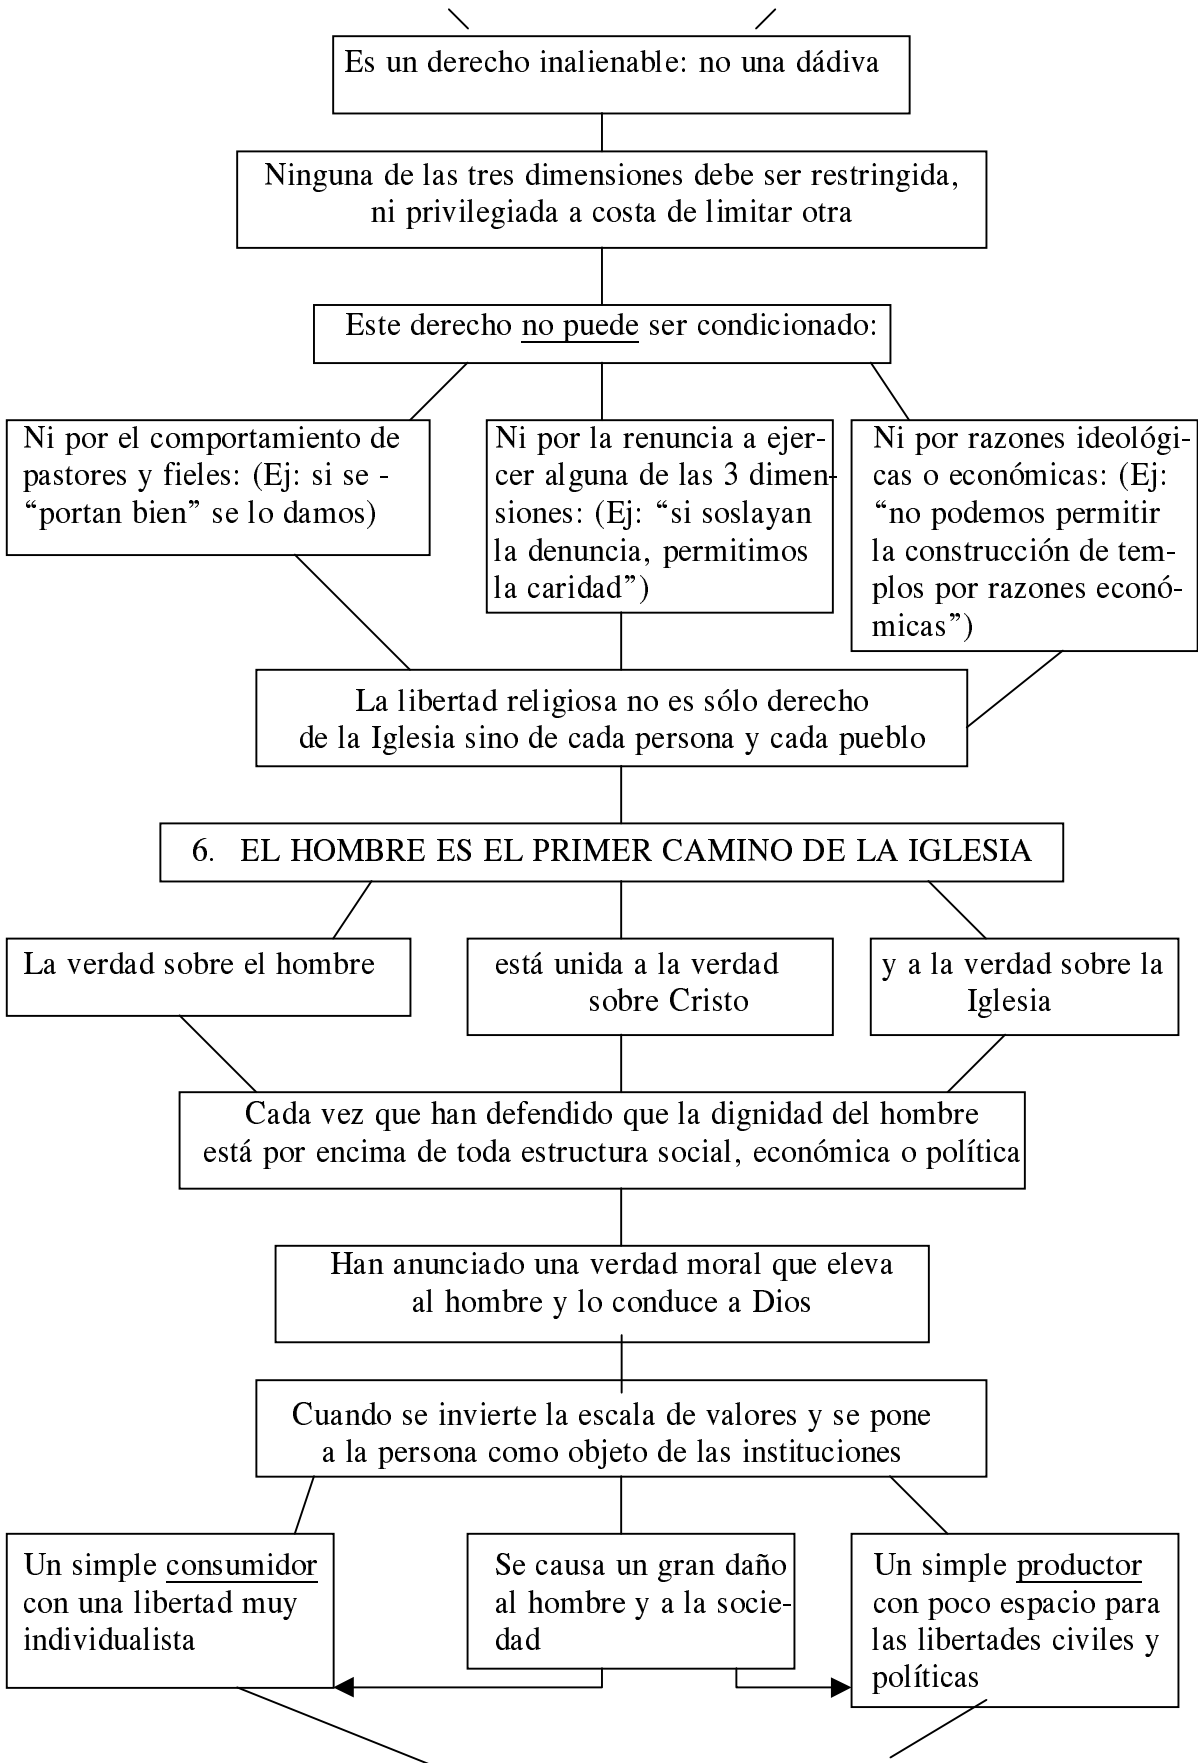 Es un derecho inalienable: no una dádiva
Ninguna de las tres dimensiones debe ser restringida,
ni privilegiada a costa de limitar otra
Este derecho no puede ser condicionado:
Ni por el comportamiento de
pastores y fieles: (Ej: si se -
“portan bien” se lo damos)
Ni por la renuncia a ejer-
cer alguna de las 3 dimen-
siones: (Ej: “si soslayan
la denuncia, permitimos
la caridad”)
Ni por razones ideológi-
cas o económicas: (Ej:
“no podemos permitir
la construcción de tem-
plos por razones econó-
micas”)
La libertad religiosa no es sólo derecho
de la Iglesia sino de cada persona y cada pueblo
6. EL HOMBRE ES EL PRIMER CAMINO DE LA IGLESIA
La verdad sobre el hombre
está unida a la verdad
sobre Cristo
y a la verdad sobre la
Iglesia
Cada vez que han defendido que la dignidad del hombre
está por encima de toda estructura social, económica o política
Han anunciado una verdad moral que eleva
al hombre y lo conduce a Dios
Cuando se invierte la escala de valores y se pone
a la persona como objeto de las instituciones
Un simple consumidor
con una libertad muy
individualista
Se causa un gran daño
al hombre y a la socie-
dad
Un simple productor
con poco espacio para
las libertades civiles y
políticas